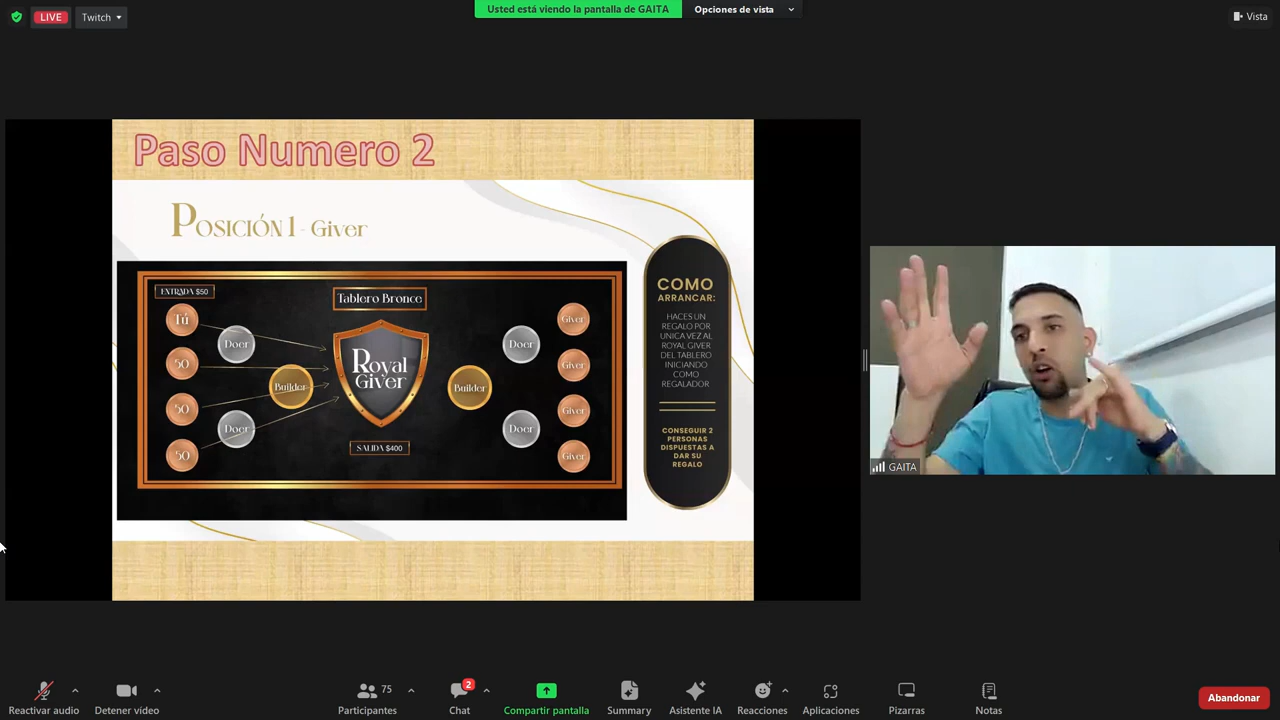 LIVE
Twitch
Usted está viendo la pantalla de GAITA
Opciones de vista
Vista
Paso Numero 2
POSICIÓN 1 - Giver
ENTRADA $50
Tablero Bronce
Tú
50
50
50
Doer
Doer
Builder
Royal
Giver
Builder
Doer
Doer
Giver
Giver
Giver
Giver
SALIDA $400
COMO
ARRANCAR:
HACES UN
REGALO POR
UNICA VEZ AL
ROYAL GIVER
DEL TABLERO
INICIANDO
COMO
REGALADOR
CONSEGUIR 2
PERSONAS
DISPUESTAS A
DAR SU
REGALO
GAITA
Reactivar audio
Detener vídeo
75
Participantes
2
Chat
Compartir pantalla
Summary
Asistente IA
Reacciones
Aplicaciones
Pizarras
Notas
Abandonar